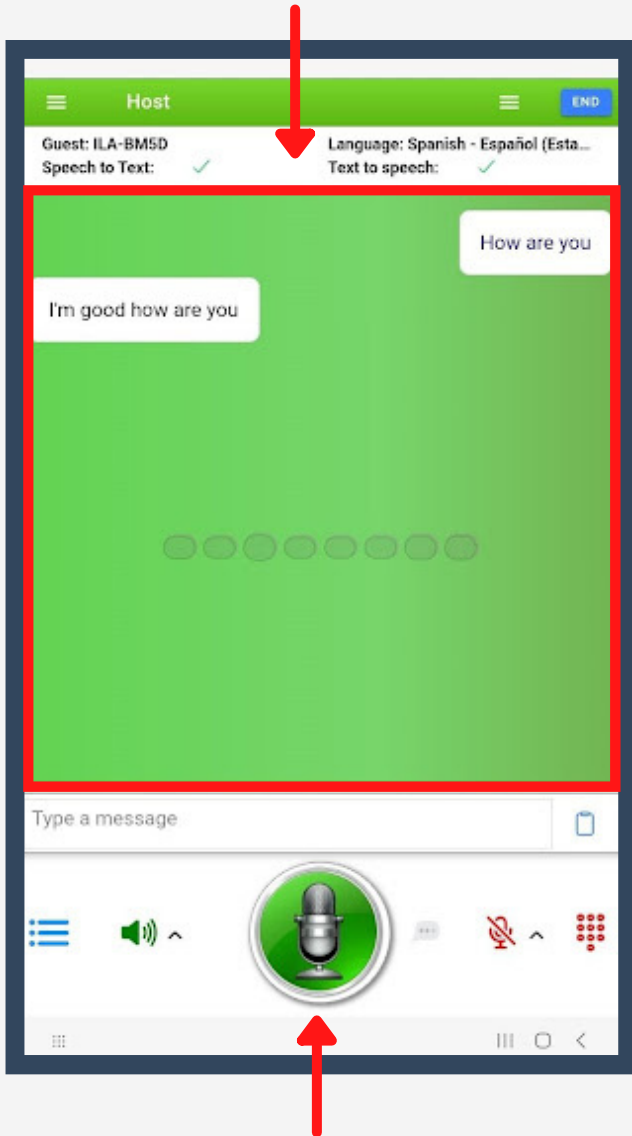 Host
END
Guest: ILA-BM5D
Language: Spanish - Español (Esta...
Speech to Text:
Text to speech:
How are you
I'm good how are you
Type a message